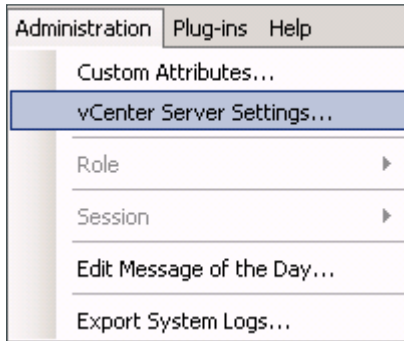 Administration Plug-ins Help
Custom Attributes...
vCenter Server Settings...
Role
Session
Edit Message of the Day...
Export System Logs...